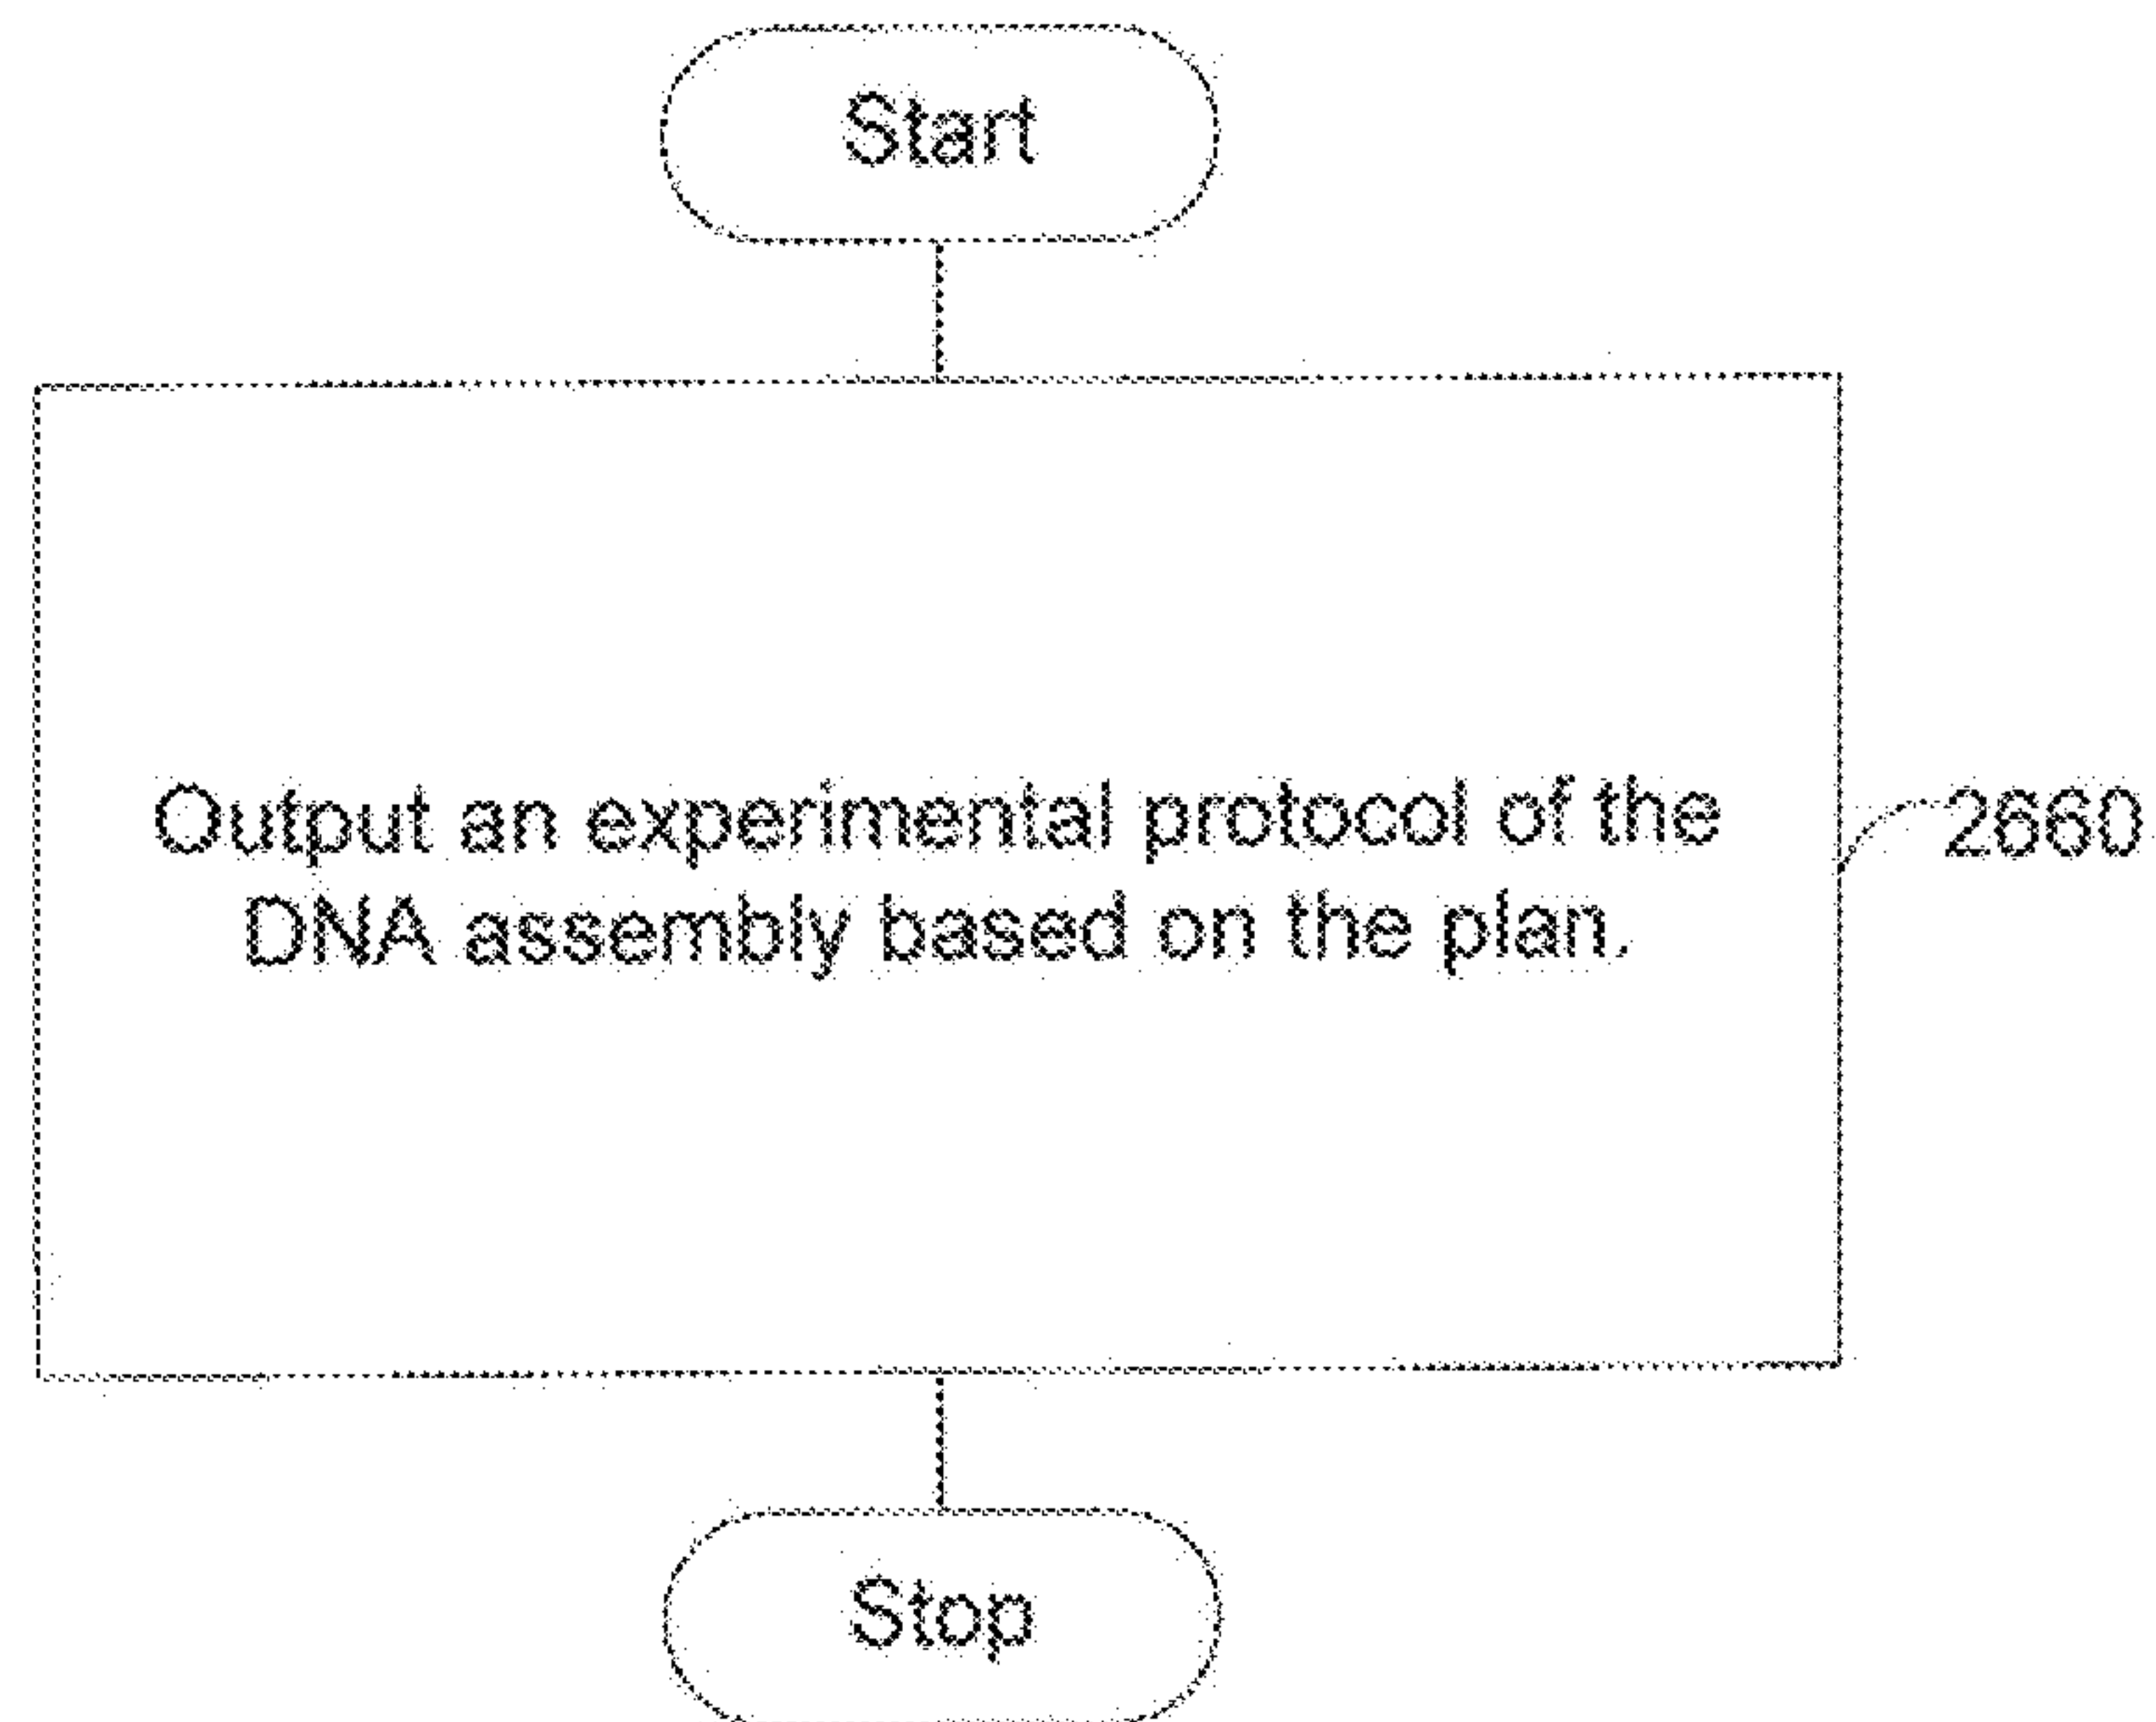 Start
Output an experimental protocol of the
2660
DNA assembly based on the plan.
Stop